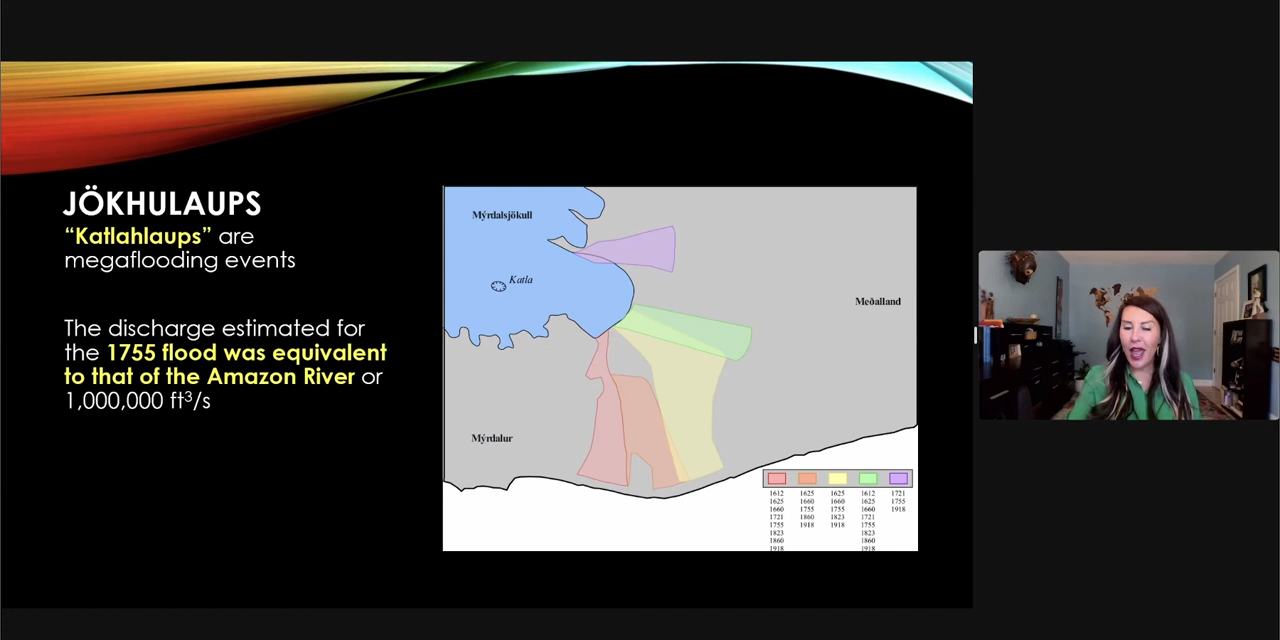 JÖKHULAUPS
“Katlahlaups” are
megaflooding events
The discharge estimated for
the 1755 flood was equivalent
to that of the Amazon River or
1,000,000 ft³/s
Mýrdalsjökull
Katla
Meðalland
Mýrdalur
1612 1625 1625 1612 1721
1625 1660 1660 1625 1755
1660 1755 1755 1660 1918
1721 1860 1823 1721
1755 1918 1918 1755
1823 1823
1860 1860
1918 1918